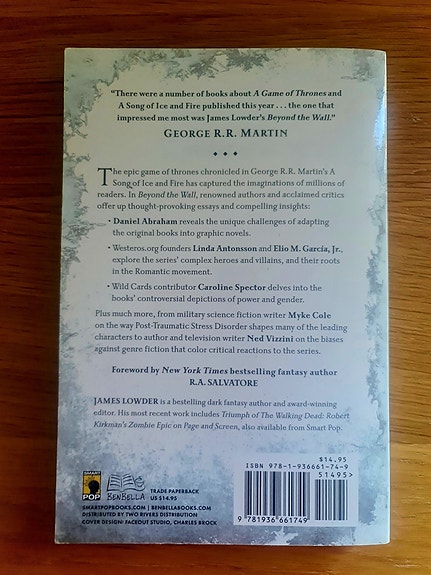 "There were a number of books about A Game of Thrones and
A Song of Ice and Fire published this year . . . the one that
impressed me most was James Lowder's Beyond the Wall."
GEORGE R.R. MARTIN
The epic game of thrones chronicled in George R.R. Martin's A
Song of Ice and Fire has captured the imaginations of millions of
readers. In Beyond the Wall, renowned authors and acclaimed critics
offer up thought-provoking essays and compelling insights:
• Daniel Abraham reveals the unique challenges of adapting
the original books into graphic novels.
• Westeros.org founders Linda Antonsson and Elio M. García, Jr.,
explore the series' complex heroes and villains, and their roots
in the Romantic movement.
• Wild Cards contributor Caroline Spector delves into the
books' controversial depictions of power and gender.
Plus much more, from military science fiction writer Myke Cole
on the way Post-Traumatic Stress Disorder shapes many of the leading
characters to author and television writer Ned Vizzini on the biases
against genre fiction that color critical reactions to the series.
Foreword by New York Times bestselling fantasy author
R.A. SALVATORE
JAMES LOWDER is a bestselling dark fantasy author and award-winning
editor. His most recent work includes Triumph of The Walking Dead: Robert
Kirkman's Zombie Epic on Page and Screen, also available from Smart Pop.
SMART
POP
BENBELLA
TRADE PAPERBACK
US $14.95
SMARTPOPBOOKS.COM | BENBELLABOOKS.COM
DISTRIBUTED BY TWO RIVERS DISTRIBUTION
COVER DESIGN: FACEOUT STUDIO, CHARLES BROCK
$14.95
ISBN 978-1-936661-74-9
51495>
9 781936 661749